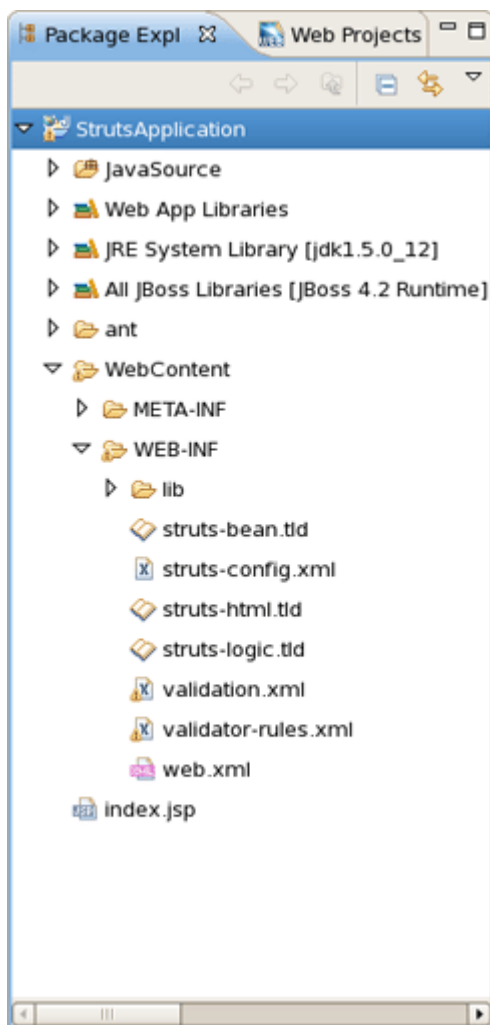 Package Expl Web Projects
StrutsApplication
JavaSource
Web App Libraries
JRE System Library [jdk1.5.0_12]
All JBoss Libraries [JBoss 4.2 Runtime]
ant
WebContent
META-INF
WEB-INF
lib
struts-bean.tld
struts-config.xml
struts-html.tld
struts-logic.tld
validation.xml
validator-rules.xml
web.xml
index.jsp